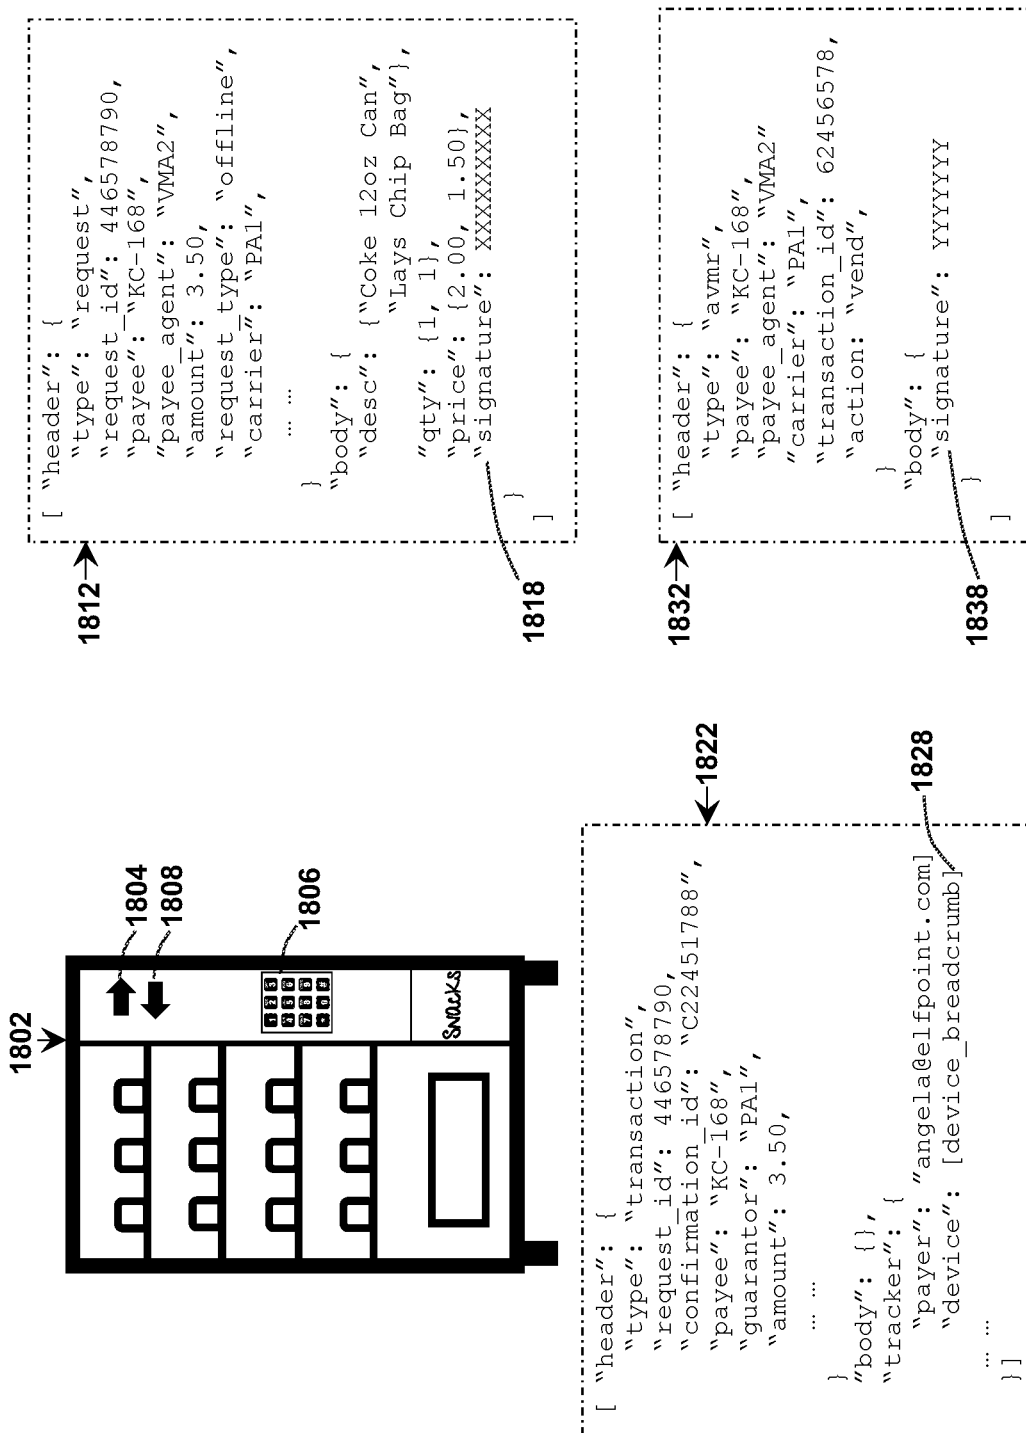 1802
1804
1808
1806
Snacks
1812
[ “header”: {
“type”: “request”,
“request_id”: 446578790,
“payee”: “KC-168”,
“payee_agent”: “VMA2”,
“amount”: 3.50,
“request_type”: “offline”,
“carrier”: “PA1”,
... ...
}
“body”: {
“desc”: {“Coke 12oz Can”,
“Lays Chip Bag”},
”qty”: {1, 1},
“price”: {2.00, 1.50},
“signature”: XXXXXXXXXX
}
]
1818
1822
[ “header”: {
“type”: “transaction”,
“request_id”: 446578790,
“confirmation_id”: “C22451788”,
“payee”: “KC-168”,
“guarantor”: “PA1”,
“amount”: 3.50,
... ...
}
”body”: {},
“tracker”: {
“payer”: ”angela@elfpoint.com]
“device”: [device_breadcrumb]
... ...
}]
1828
1832
[ “header”: {
“type”: “avmr”,
“payee”: “KC-168”,
“payee_agent”: “VMA2”
”carrier”: “PA1”,
“transaction_id”: 62456578,
“action: “vend”,
}
“body”: {
“signature”: YYYYYYY
}
]
1838